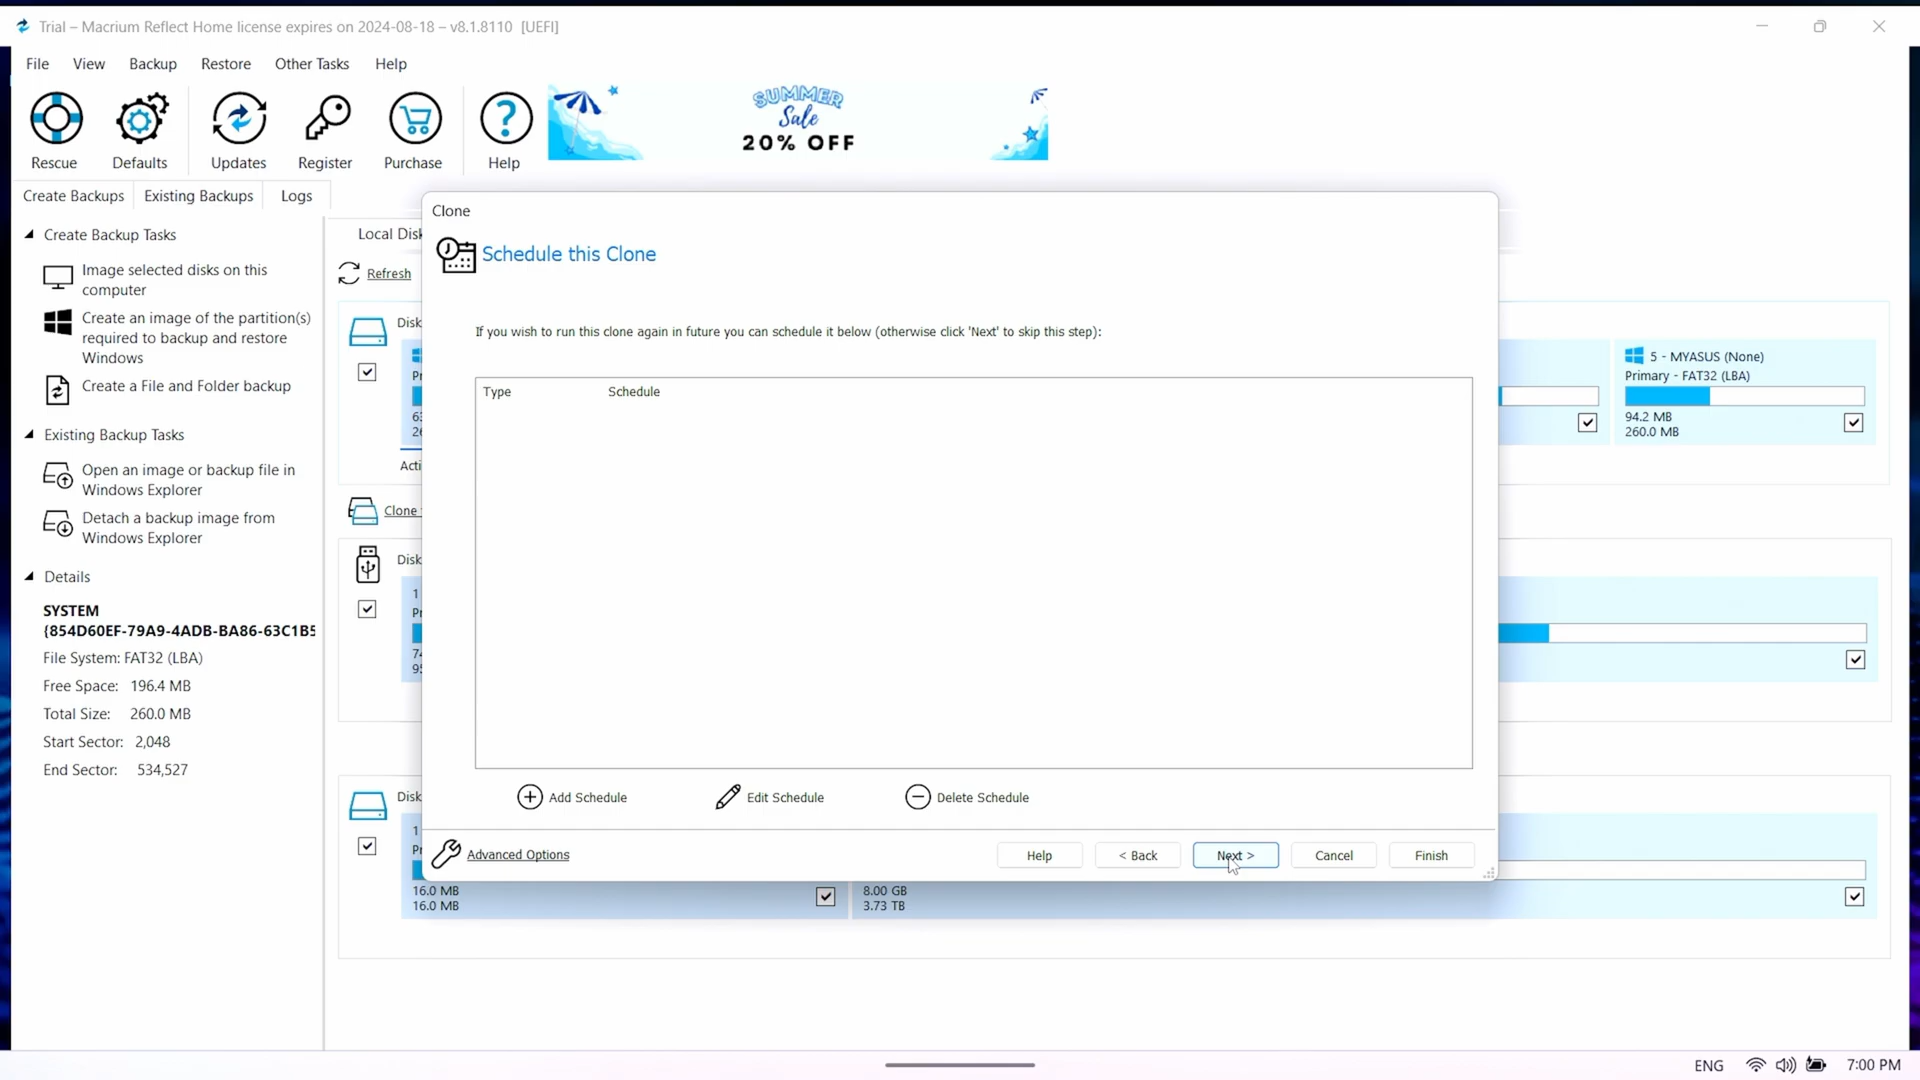 Trial – Macrium Reflect Home license expires on 2024-08-18 – v8.1.8110 [UEFI]
File View Backup Restore Other Tasks Help
SUMMER
Sale
20% OFF
Rescue Defaults Updates Register Purchase Help
Create Backups Existing Backups Logs
Create Backup Tasks
Image selected disks on this
computer
Create an image of the partition(s)
required to backup and restore
Windows
Create a File and Folder backup
Existing Backup Tasks
Open an image or backup file in
Windows Explorer
Detach a backup image from
Windows Explorer
Details
SYSTEM
{854D60EF-79A9-4ADB-BA86-63C1B5
File System: FAT32 (LBA)
Free Space: 196.4 MB
Total Size: 260.0 MB
Start Sector: 2,048
End Sector: 534,527
Local Disk
Refresh
Disk
Clone
Disk
1
Disk
1
16.0 MB
16.0 MB
8.00 GB
3.73 TB
5 - MYASUS (None)
Primary - FAT32 (LBA)
94.2 MB
260.0 MB
Clone
Schedule this Clone
If you wish to run this clone again in future you can schedule it below (otherwise click 'Next' to skip this step):
Type Schedule
Add Schedule Edit Schedule Delete Schedule
Advanced Options Help < Back Next > Cancel Finish
ENG 7:00 PM